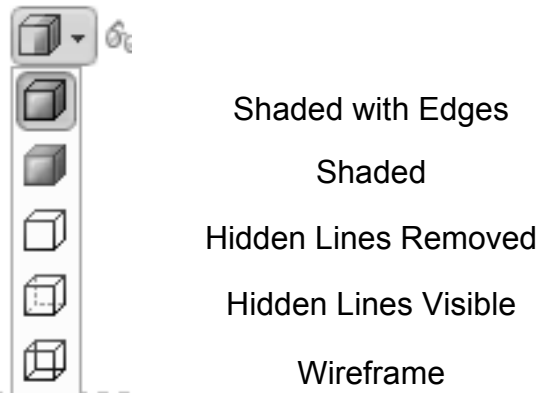 Shaded with Edges
Shaded
Hidden Lines Removed
Hidden Lines Visible
Wireframe